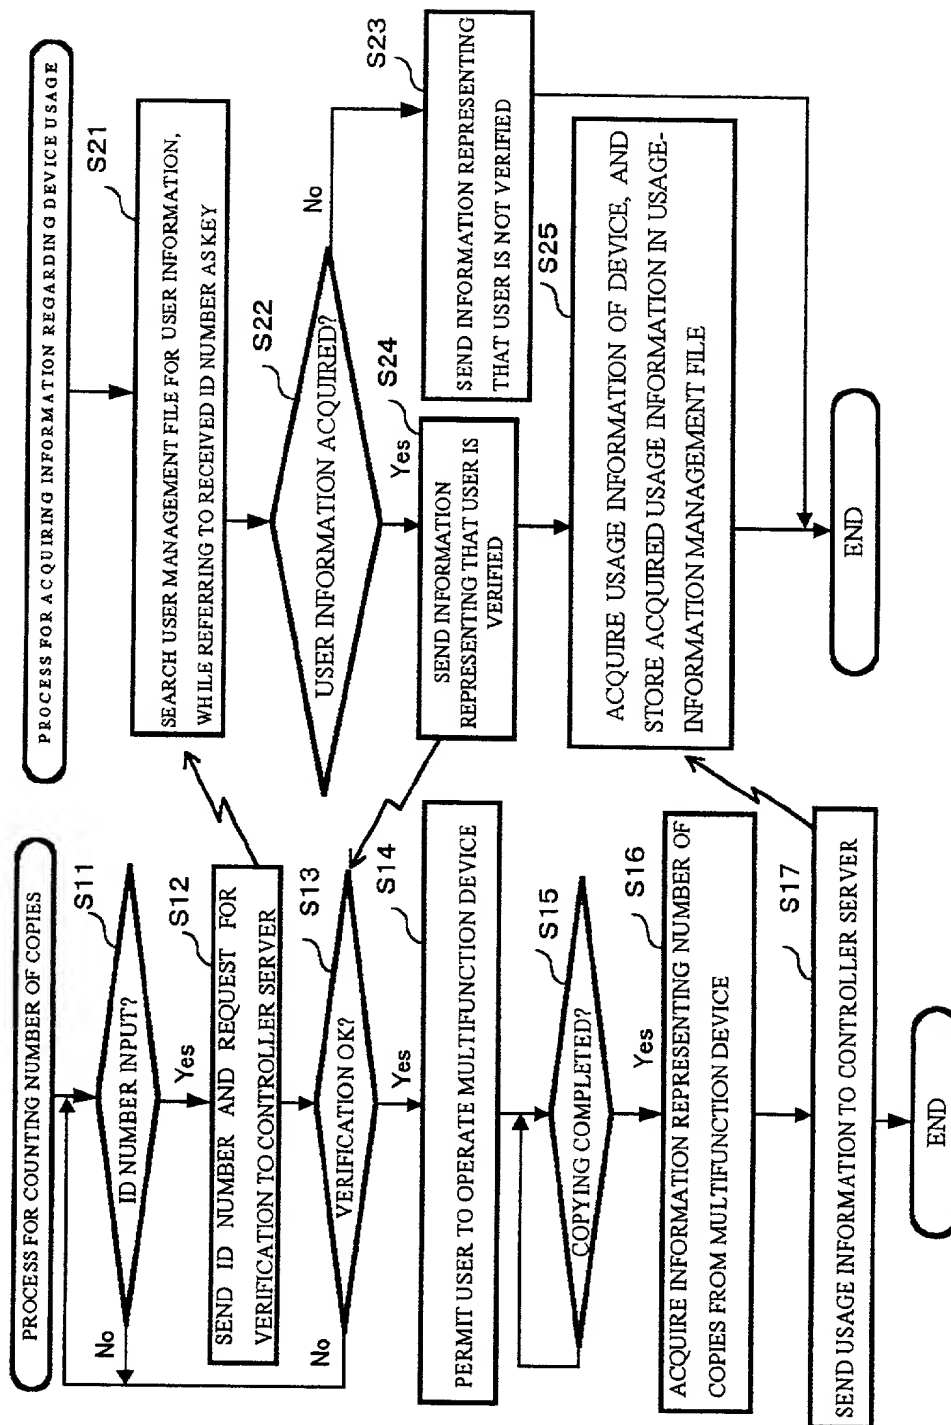 PROCESS FOR COUNTING NUMBER OF COPIES
S11
ID NUMBER INPUT?
No
Yes
S12
SEND ID NUMBER AND REQUEST FOR
VERIFICATION TO CONTROLLER SERVER
S13
VERIFICATION OK?
No
Yes
S14
PERMIT USER TO OPERATE MULTIFUNCTION DEVICE
S15
COPYING COMPLETED?
Yes
S16
ACQUIRE INFORMATION REPRESENTING NUMBER OF
COPIES FROM MULTIFUNCTION DEVICE
S17
SEND USAGE INFORMATION TO CONTROLLER SERVER
END
PROCESS FOR ACQUIRING INFORMATION REGARDING DEVICE USAGE
S21
SEARCH USER MANAGEMENT FILE FOR USER INFORMATION,
WHILE REFERRING TO RECEIVED ID NUMBER AS KEY
S22
USER INFORMATION ACQUIRED?
No
Yes
S23
SEND INFORMATION REPRESENTING
THAT USER IS NOT VERIFIED
S24
SEND INFORMATION
REPRESENTING THAT USER IS
VERIFIED
S25
ACQUIRE USAGE INFORMATION OF DEVICE, AND
STORE ACQUIRED USAGE INFORMATION IN USAGE-
INFORMATION MANAGEMENT FILE
END